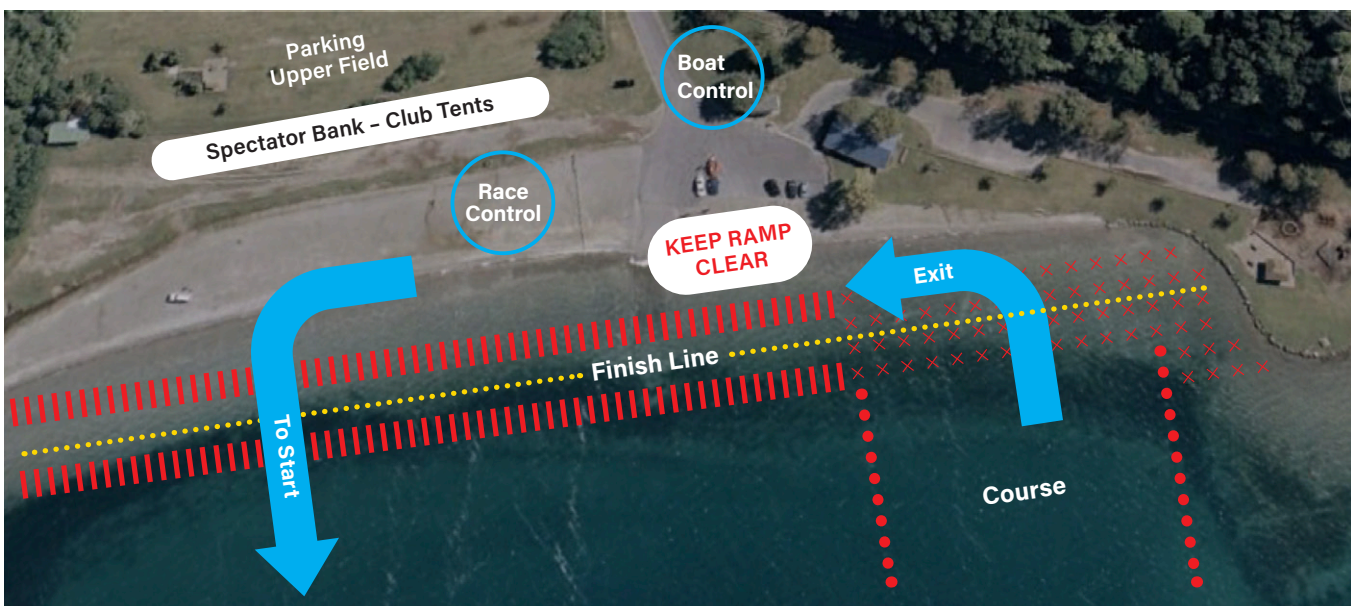 Parking
Upper Field
Boat
Control
Spectator Bank – Club Tents
Race
Control
KEEP RAMP
CLEAR
Exit
Finish Line
To Start
Course